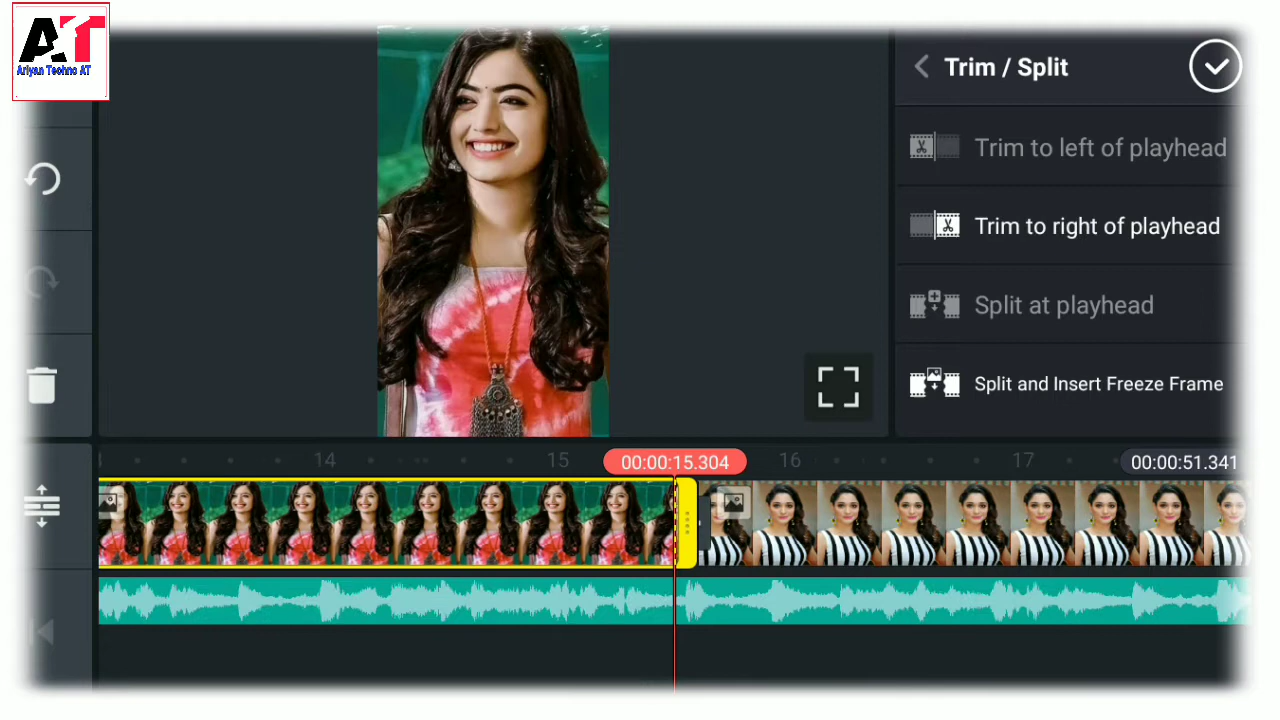 AT
Ariyan Techno AT
Trim / Split
Trim to left of playhead
Trim to right of playhead
Split at playhead
Split and Insert Freeze Frame
14
15
00:00:15.304
16
17
00:00:51.341